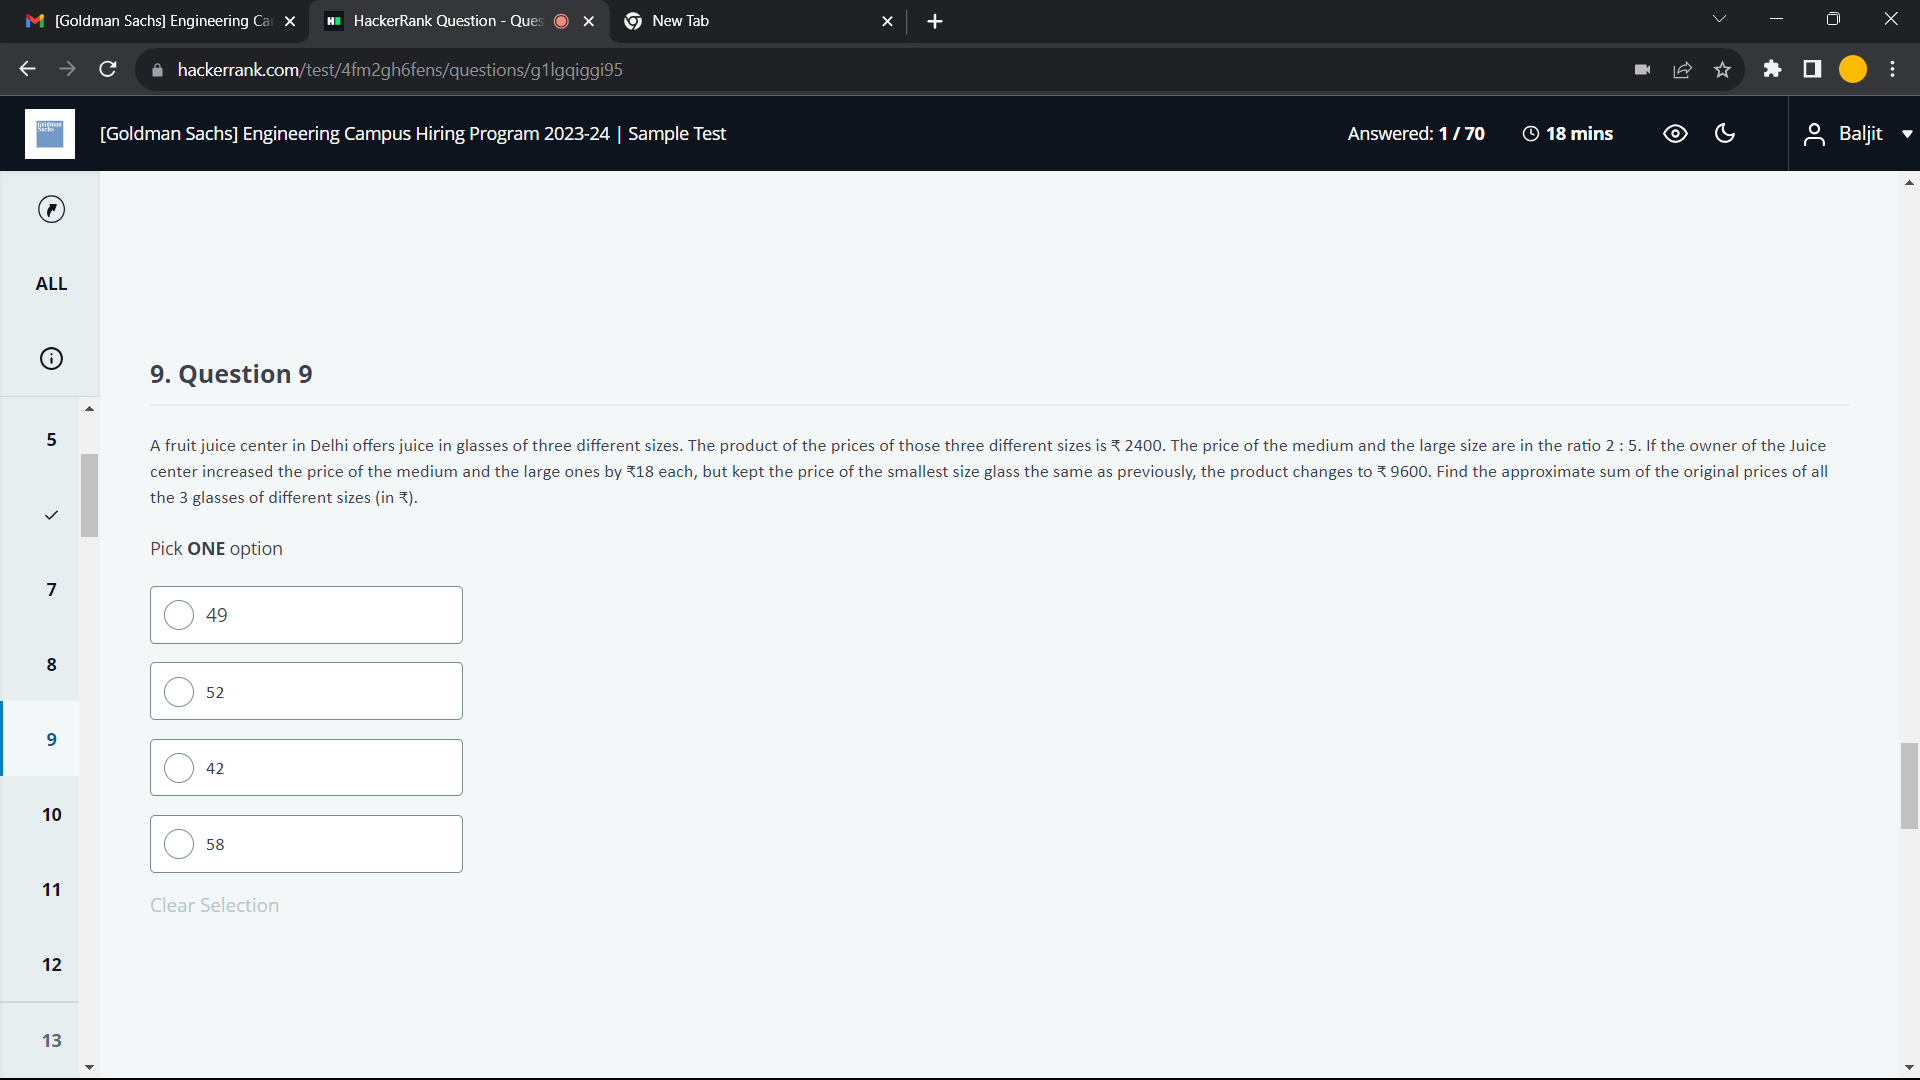 [Goldman Sachs] Engineering Ca
HackerRank Question - Ques
New Tab
hackerrank.com/test/4fm2gh6fens/questions/g1lgqiggi95
Goldman
Sachs
[Goldman Sachs] Engineering Campus Hiring Program 2023-24 | Sample Test
Answered: 1 / 70
18 mins
Baljit
ALL
5
7
8
9
10
11
12
13
9. Question 9
A fruit juice center in Delhi offers juice in glasses of three different sizes. The product of the prices of those three different sizes is ₹ 2400. The price of the medium and the large size are in the ratio 2 : 5. If the owner of the Juice
center increased the price of the medium and the large ones by ₹18 each, but kept the price of the smallest size glass the same as previously, the product changes to ₹ 9600. Find the approximate sum of the original prices of all
the 3 glasses of different sizes (in ₹).
Pick ONE option
49
52
42
58
Clear Selection